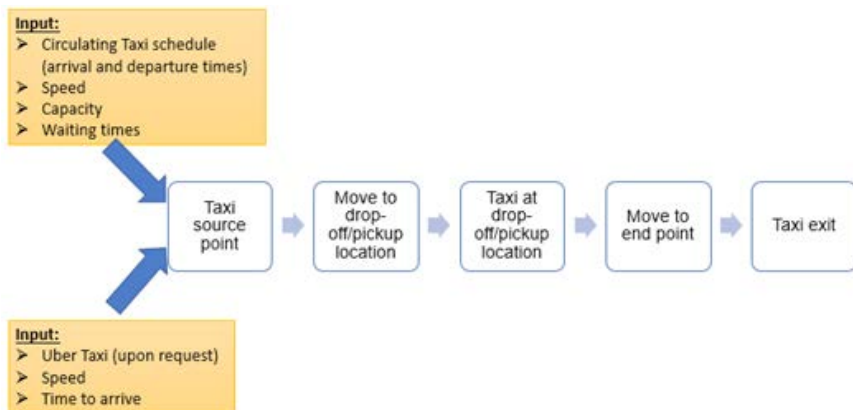 Input:
➤ Circulating Taxi schedule
(arrival and departure times)
➤ Speed
➤ Capacity
➤ Waiting times
Taxi
source
point
Move to
drop-
off/pickup
location
Taxi at
drop-
off/pickup
location
Move to
end point
Taxi exit
Input:
➤ Uber Taxi (upon request)
➤ Speed
➤ Time to arrive